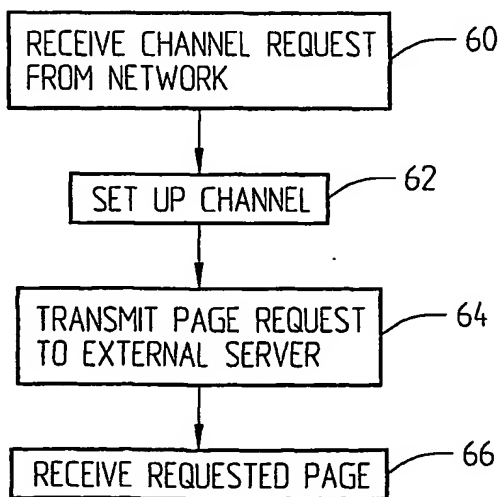 RECEIVE CHANNEL REQUEST
FROM NETWORK
60
SET UP CHANNEL
62
TRANSMIT PAGE REQUEST
TO EXTERNAL SERVER
64
RECEIVE REQUESTED PAGE
66